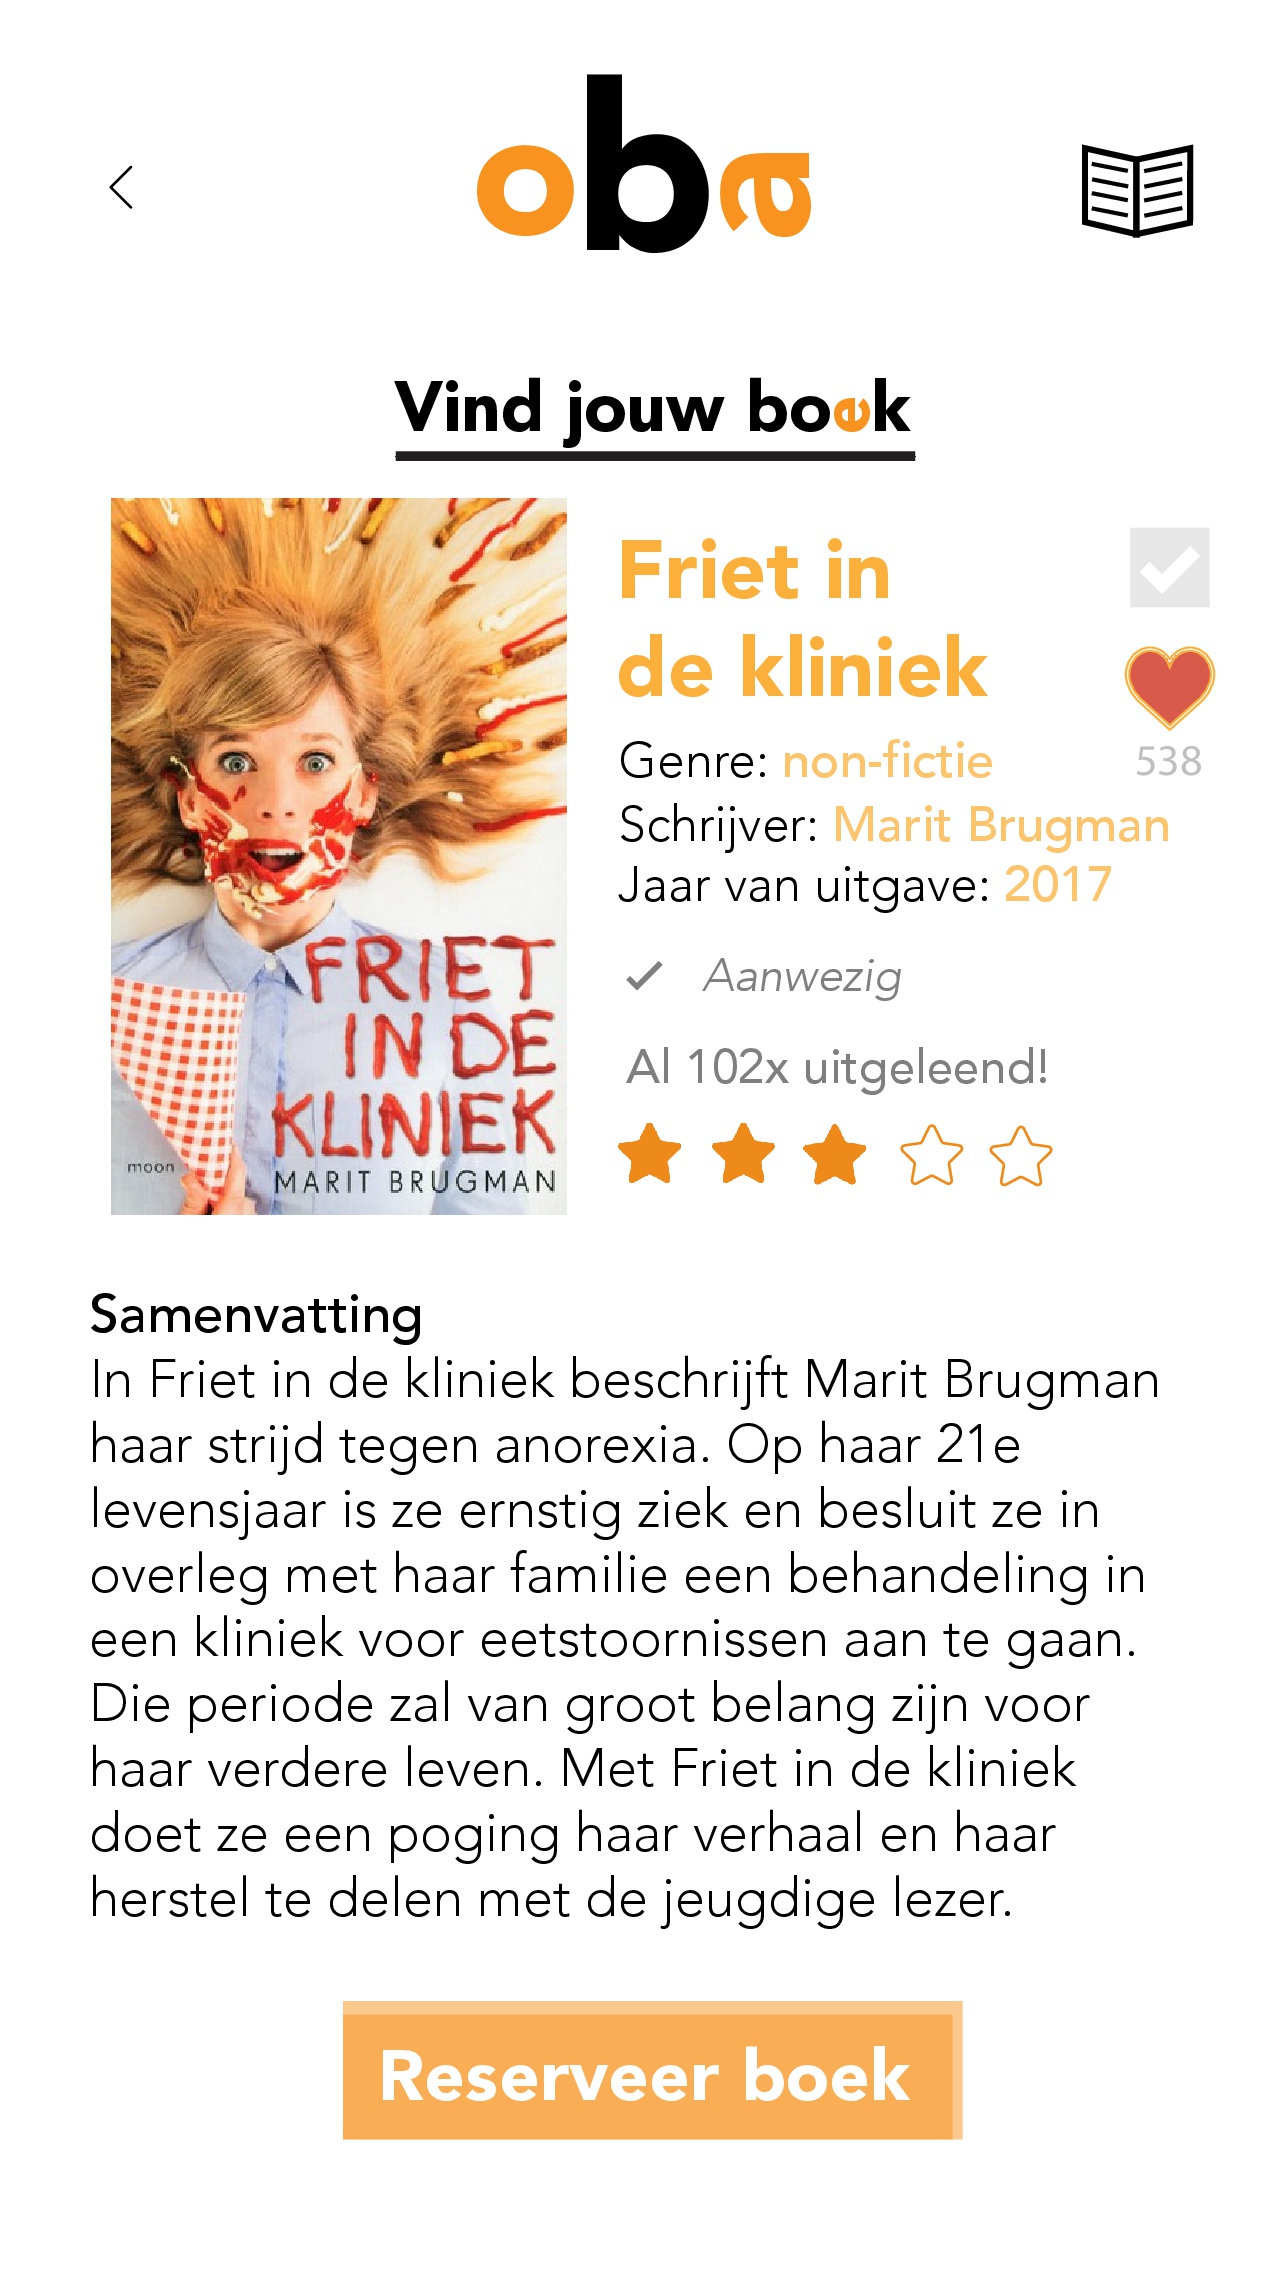 oba
Vind jouw boek
FRIET
IN DE
KLINIEK
MARIT BRUGMAN
moon
Friet in
de kliniek
538
Genre: non-fictie
Schrijver: Marit Brugman
Jaar van uitgave: 2017
Aanwezig
Al 102x uitgeleend!
Samenvatting
In Friet in de kliniek beschrijft Marit Brugman
haar strijd tegen anorexia. Op haar 21e
levensjaar is ze ernstig ziek en besluit ze in
overleg met haar familie een behandeling in
een kliniek voor eetstoornissen aan te gaan.
Die periode zal van groot belang zijn voor
haar verdere leven. Met Friet in de kliniek
doet ze een poging haar verhaal en haar
herstel te delen met de jeugdige lezer.
Reserveer boek